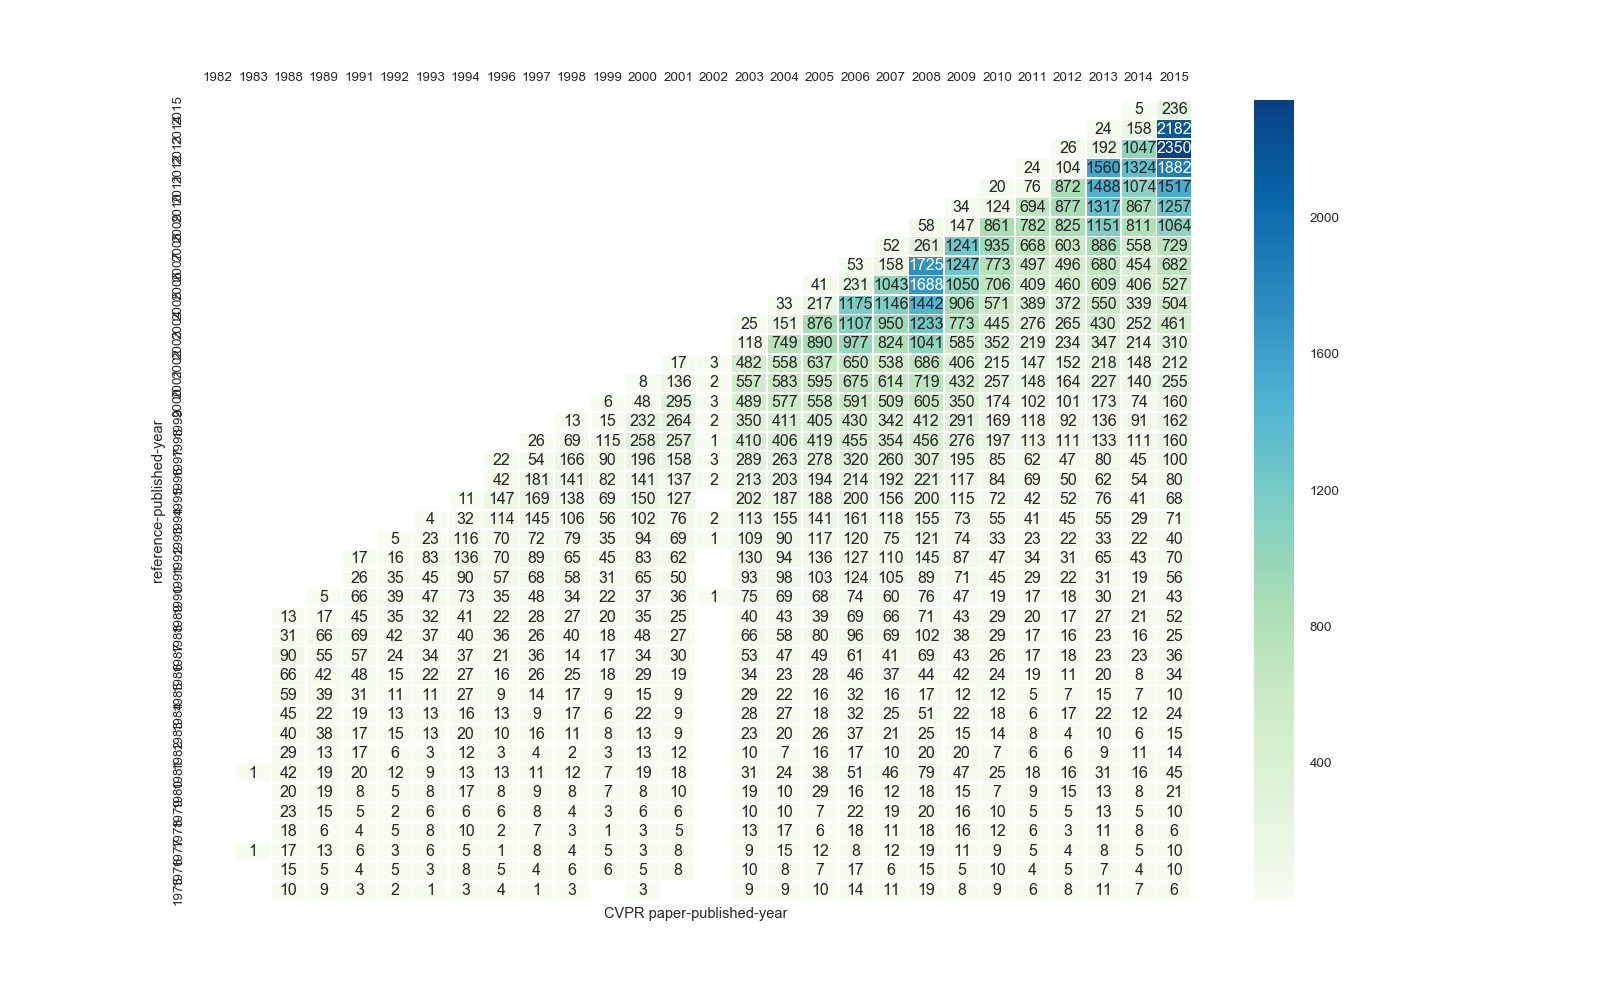 1982 1983 1988 1989 1991 1992 1993 1994 1996 1997 1998 1999 2000 2001 2002 2003 2004 2005 2006 2007 2008 2009 2010 2011 2012 2013 2014 2015
2015 5 236
2014 24 158 2182
2013 26 192 1047 2350
2012 24 104 1560 1324 1882
2011 20 76 872 1488 1074 1517
2010 34 124 694 877 1317 867 1257
2009 58 147 861 782 825 1151 811 1064
2008 52 261 1241 935 668 603 886 558 729
2007 53 158 1725 1247 773 497 496 680 454 682
2006 41 231 1043 1688 1050 706 409 460 609 406 527
2005 33 217 1175 1146 1442 906 571 389 372 550 339 504
2004 25 151 876 1107 950 1233 773 445 276 265 430 252 461
2003 118 749 890 977 824 1041 585 352 219 234 347 214 310
2002 17 3 482 558 637 650 538 686 406 215 147 152 218 148 212
2001 8 136 2 557 583 595 675 614 719 432 257 148 164 227 140 255
2000 6 48 295 3 489 577 558 591 509 605 350 174 102 101 173 74 160
1999 13 15 232 264 2 350 411 405 430 342 412 291 169 118 92 136 91 162
1998 26 69 115 258 257 1 410 406 419 455 354 456 276 197 113 111 133 111 160
1997 22 54 166 90 196 158 3 289 263 278 320 260 307 195 85 62 47 80 45 100
1996 42 181 141 82 141 137 2 213 203 194 214 192 221 117 84 69 50 62 54 80
1995 11 147 169 138 69 150 127 202 187 188 200 156 200 115 72 42 52 76 41 68
1994 4 32 114 145 106 56 102 76 2 113 155 141 161 118 155 73 55 41 45 55 29 71
1993 5 23 116 70 72 79 35 94 69 1 109 90 117 120 75 121 74 33 23 22 33 22 40
1992 17 16 83 136 70 89 65 45 83 62 130 94 136 127 110 145 87 47 34 31 65 43 70
1991 26 35 45 90 57 68 58 31 65 50 93 98 103 124 105 89 71 45 29 22 31 19 56
1990 5 66 39 47 73 35 48 34 22 37 36 1 75 69 68 74 60 76 47 19 17 18 30 21 43
1989 13 17 45 35 32 41 22 28 27 20 35 25 40 43 39 69 66 71 43 29 20 17 27 21 52
1988 31 66 69 42 37 40 36 26 40 18 48 27 66 58 80 96 69 102 38 29 17 16 23 16 25
1987 90 55 57 24 34 37 21 36 14 17 34 30 53 47 49 61 41 69 43 26 17 18 23 23 36
1986 66 42 48 15 22 27 16 26 25 18 29 19 34 23 28 46 37 44 42 24 19 11 20 8 34
1985 59 39 31 11 11 27 9 14 17 9 15 9 29 22 16 32 16 17 12 12 5 7 15 7 10
1984 45 22 19 13 13 16 13 9 17 6 22 9 28 27 18 32 25 51 22 18 6 17 22 12 24
1983 40 38 17 15 13 20 10 16 11 8 13 9 23 20 26 37 21 25 15 14 8 4 10 6 15
1982 29 13 17 6 3 12 3 4 2 3 13 12 10 7 16 17 10 20 20 7 6 6 9 11 14
1981 1 42 19 20 12 9 13 13 11 12 7 19 18 31 24 38 51 46 79 47 25 18 16 31 16 45
1980 20 19 8 5 8 17 8 9 8 7 8 10 19 10 29 16 12 18 15 7 9 15 13 8 21
1979 23 15 5 2 6 6 6 8 4 3 6 6 10 10 7 22 19 20 16 10 5 5 13 5 10
1978 18 6 4 5 8 10 2 7 3 1 3 5 13 17 6 18 11 18 16 12 6 3 11 8 6
1977 1 17 13 6 3 6 5 1 8 4 5 3 8 9 15 12 8 12 19 11 9 5 4 8 5 10
1976 15 5 4 5 3 8 5 4 6 6 5 8 10 8 7 17 6 15 5 10 4 5 7 4 10
1975 10 9 3 2 1 3 4 1 3 3 9 9 10 14 11 19 8 9 6 8 11 7 6
reference-published-year
CVPR paper-published-year
2000
1600
1200
800
400